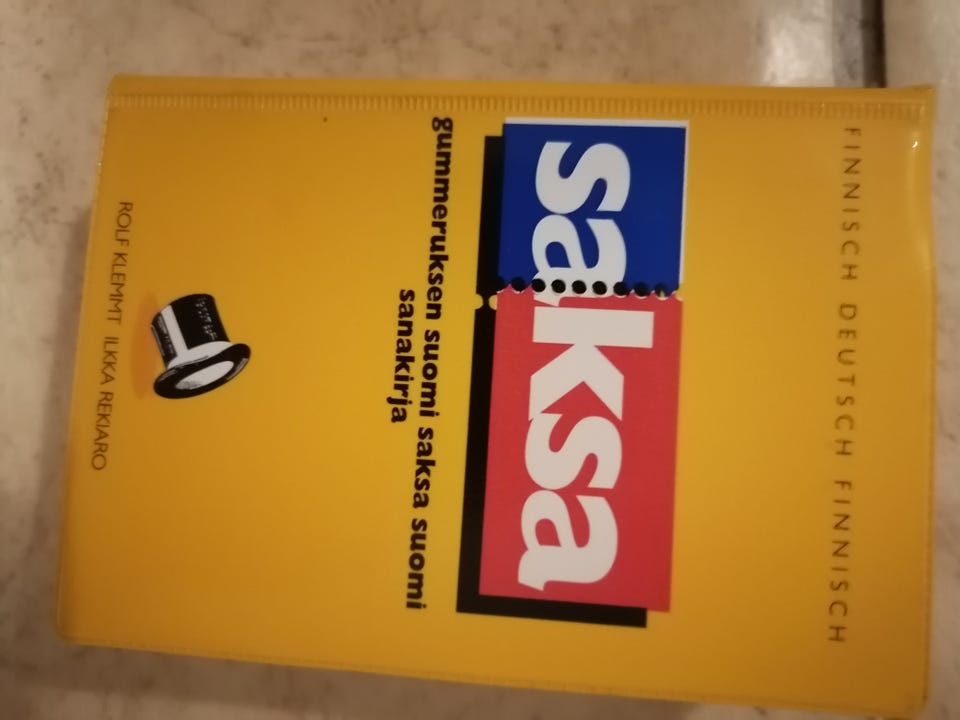 FINNISCH DEUTSCH FINNISCH
saksa
gummeruksen suomi saksa suomi
sanakirja
ROLF KLEMMT ILKKA REKIARO